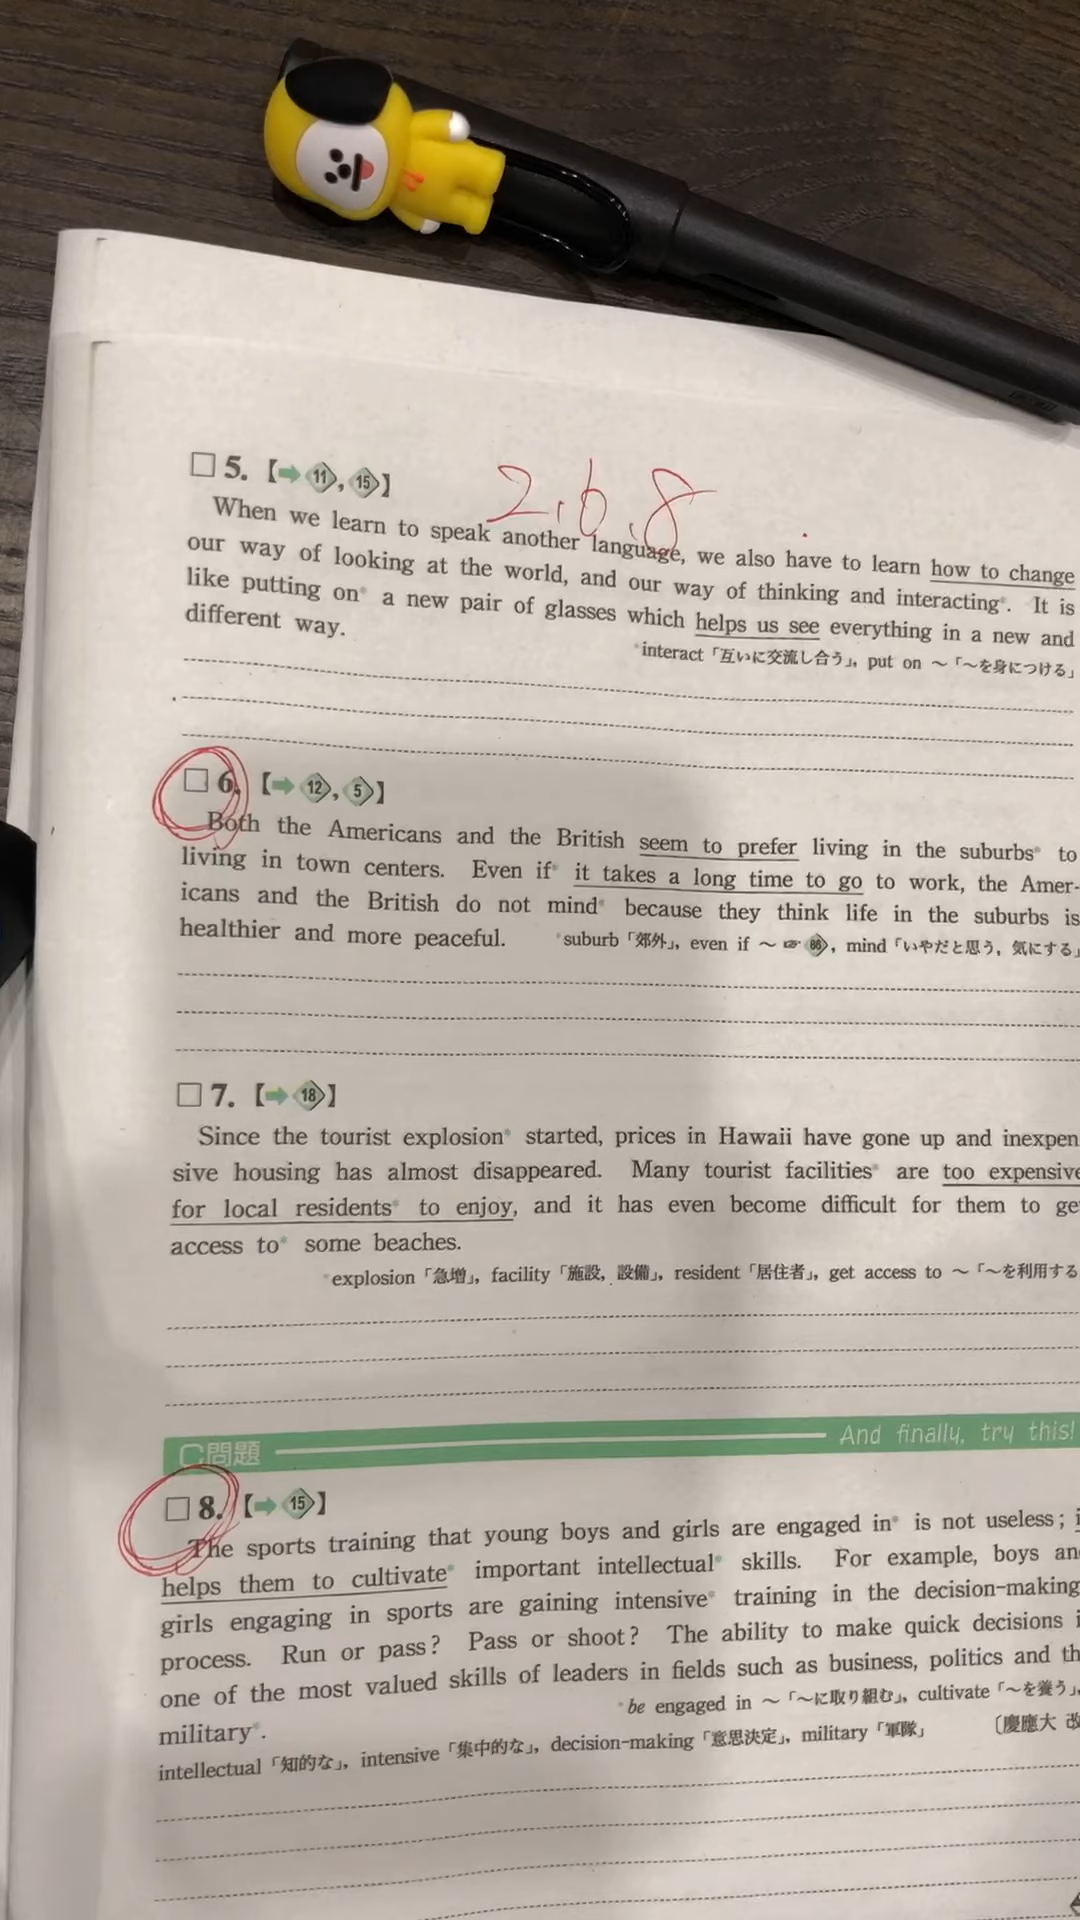 2, 6, 8
□ 5. 【➡ 11, 15】
When we learn to speak another language, we also have to learn how to change
our way of looking at the world, and our way of thinking and interacting*. It is
like putting on* a new pair of glasses which helps us see everything in a new and
different way.
*interact「互いに交流し合う」, put on ～「～を身につける」
□ 6. 【➡ 12, 5】
Both the Americans and the British seem to prefer living in the suburbs* to
living in town centers. Even if* it takes a long time to go to work, the Amer-
icans and the British do not mind* because they think life in the suburbs is
healthier and more peaceful.
*suburb「郊外」, even if ～ ☞ 86, mind「いやだと思う, 気にする」
□ 7. 【➡ 18】
Since the tourist explosion* started, prices in Hawaii have gone up and inexpen
sive housing has almost disappeared. Many tourist facilities* are too expensive
for local residents* to enjoy, and it has even become difficult for them to ge
access to* some beaches.
*explosion「急増」, facility「施設, 設備」, resident「居住者」, get access to ～「～を利用する
C問題
And finally, try this!
□ 8. 【➡ 15】
The sports training that young boys and girls are engaged in* is not useless; i
helps them to cultivate* important intellectual* skills. For example, boys an
girls engaging in sports are gaining intensive* training in the decision-making
process. Run or pass? Pass or shoot? The ability to make quick decisions i
one of the most valued skills of leaders in fields such as business, politics and th
military*.
*be engaged in ～「～に取り組む」, cultivate「～を養う」,
intellectual「知的な」, intensive「集中的な」, decision-making「意思決定」, military「軍隊」
〔慶應大 改